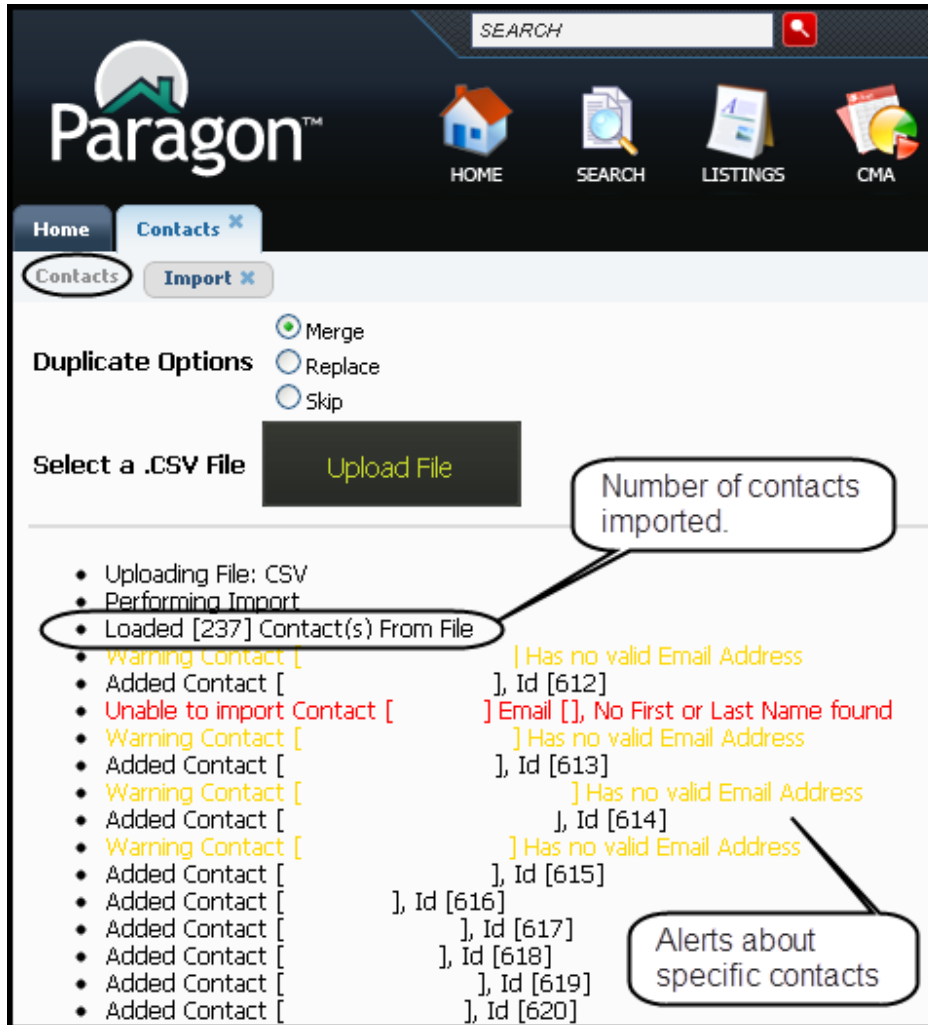 SEARCH
Paragon™
HOME
SEARCH
LISTINGS
CMA
Home
Contacts
Contacts
Import
Duplicate Options
Merge
Replace
Skip
Select a .CSV File
Upload File
Number of contacts
imported.
Uploading File: CSV
Performing Import
Loaded [237] Contact(s) From File
Warning Contact [ ] Has no valid Email Address
Added Contact [ ], Id [612]
Unable to import Contact [ ] Email [], No First or Last Name found
Warning Contact [ ] Has no valid Email Address
Added Contact [ ], Id [613]
Warning Contact [ ] Has no valid Email Address
Added Contact [ ], Id [614]
Warning Contact [ ] Has no valid Email Address
Added Contact [ ], Id [615]
Added Contact [ ], Id [616]
Added Contact [ ], Id [617]
Added Contact [ ], Id [618]
Added Contact [ ], Id [619]
Added Contact [ ], Id [620]
Alerts about
specific contacts